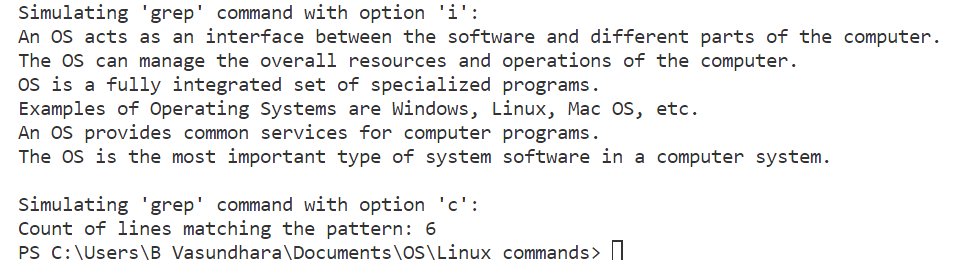 Simulating 'grep' command with option 'i':
An OS acts as an interface between the software and different parts of the computer.
The OS can manage the overall resources and operations of the computer.
OS is a fully integrated set of specialized programs.
Examples of Operating Systems are Windows, Linux, Mac OS, etc.
An OS provides common services for computer programs.
The OS is the most important type of system software in a computer system.

Simulating 'grep' command with option 'c':
Count of lines matching the pattern: 6
PS C:\Users\B Vasundhara\Documents\OS\Linux commands>